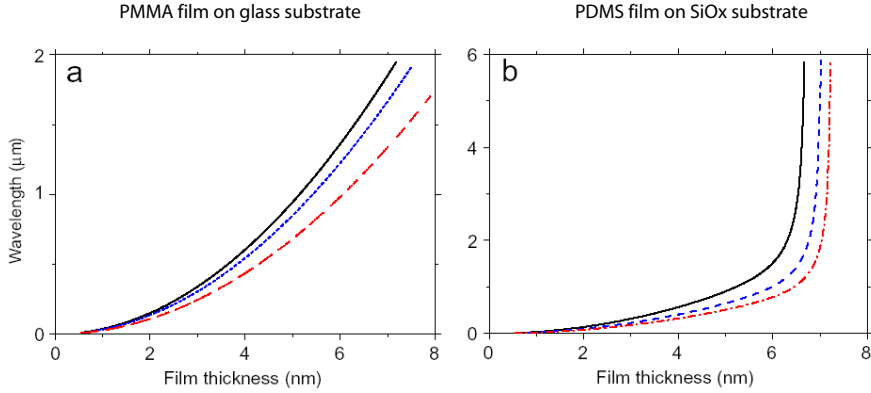 PMMA film on glass substrate
PDMS film on SiOx substrate
a
2
1
0
Wavelength (μm)
0 2 4 6 8
Film thickness (nm)
b
6
4
2
0
0 2 4 6 8
Film thickness (nm)